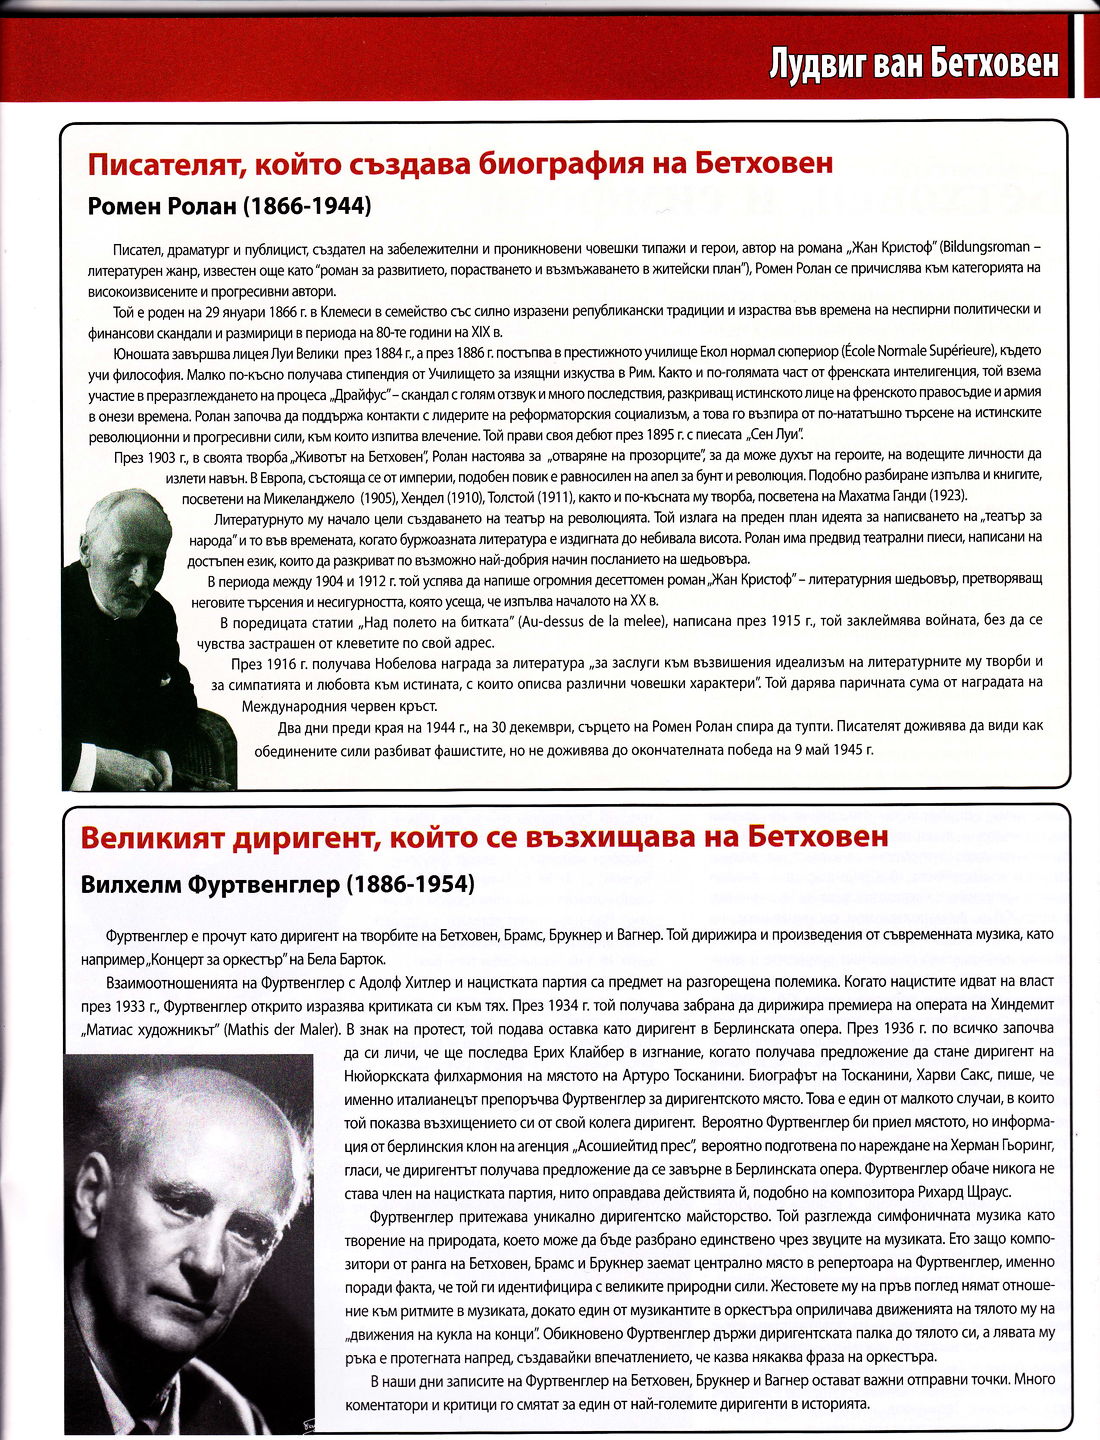 Лудвиг ван Бетховен
Писателят, който създава биография на Бетховен
Ромен Ролан (1866-1944)
Писател, драматург и публицист, създател на забележителни и проникновени човешки типажи и герои, автор на романа „Жан Кристоф” (Bildungsroman –
литературен жанр, известен още като “роман за развитието, порастването и възмъжаването в житейски план”), Ромен Ролан се причислява към категорията на
високоизвисените и прогресивни автори.
Той е роден на 29 януари 1866 г. в Клемеси в семейство със силно изразени републикански традиции и израства във времена на неспирни политически и
финансови скандали и размирици в периода на 80-те години на XIX в.
Юношата завършва лицея Луи Велики през 1884 г., а през 1886 г. постъпва в престижното училище Екол нормал сюпериор (École Normale Supérieure), където
учи философия. Малко по-късно получава стипендия от Училището за изящни изкуства в Рим. Както и по-голямата част от френската интелигенция, той взема
участие в преразглеждането на процеса „Драйфус” – скандал с голям отзвук и много последствия, разкриващ истинското лице на френското правосъдие и армия
в онези времена. Ролан започва да поддържа контакти с лидерите на реформаторския социализъм, а това го възпира от по-нататъшно търсене на истинските
революционни и прогресивни сили, към които изпитва влечение. Той прави своя дебют през 1895 г. с пиесата „Сен Луи”.
През 1903 г., в своята творба „Животът на Бетховен”, Ролан настоява за „отваряне на прозорците”, за да може духът на героите, на водещите личности да
излети навън. В Европа, състояща се от империи, подобен повик е равносилен на апел за бунт и революция. Подобно разбиране изпълва и книгите,
посветени на Микеланджело (1905), Хендел (1910), Толстой (1911), както и по-късната му творба, посветена на Махатма Ганди (1923).
Литературнуто му начало цели създаването на театър на революцията. Той излага на преден план идеята за написването на „театър за
народа” и то във времената, когато буржоазната литература е издигната до небивала висота. Ролан има предвид театрални пиеси, написани на
достъпен език, които да разкриват по възможно най-добрия начин посланието на шедьовъра.
В периода между 1904 и 1912 г. той успява да напише огромния десеттомен роман „Жан Кристоф” – литературния шедьовър, претворяващ
неговите търсения и несигурността, която усеща, че изпълва началото на XX в.
В поредицата статии „Над полето на битката” (Au-dessus de la melee), написана през 1915 г., той заклеймява войната, без да се
чувства застрашен от клеветите по свой адрес.
През 1916 г. получава Нобелова награда за литература „за заслуги към възвишения идеализъм на литературните му творби и
за симпатията и любовта към истината, с които описва различни човешки характери”. Той дарява паричната сума от наградата на
Международния червен кръст.
Два дни преди края на 1944 г., на 30 декември, сърцето на Ромен Ролан спира да тупти. Писателят доживява да види как
обединените сили разбиват фашистите, но не доживява до окончателната победа на 9 май 1945 г.
Великият диригент, който се възхищава на Бетховен
Вилхелм Фуртвенглер (1886-1954)
Фуртвенглер е прочут като диригент на творбите на Бетховен, Брамс, Брукнер и Вагнер. Той дирижира и произведения от съвременната музика, като
например „Концерт за оркестър” на Бела Барток.
Взаимоотношенията на Фуртвенглер с Адолф Хитлер и нацистката партия са предмет на разгорещена полемика. Когато нацистите идват на власт
през 1933 г., Фуртвенглер открито изразява критиката си към тях. През 1934 г. той получава забрана да дирижира премиера на операта на Хиндемит
„Матиас художникът” (Mathis der Maler). В знак на протест, той подава оставка като диригент в Берлинската опера. През 1936 г. по всичко започва
да си личи, че ще последва Ерих Клайбер в изгнание, когато получава предложение да стане диригент на
Нюйоркската филхармония на мястото на Артуро Тосканини. Биографът на Тосканини, Харви Сакс, пише, че
именно италианецът препоръчва Фуртвенглер за диригентското място. Това е един от малкото случаи, в които
той показва възхищението си от свой колега диригент. Вероятно Фуртвенглер би приел мястото, но информа-
ция от берлинския клон на агенция „Асошиейтид прес”, вероятно подготвена по нареждане на Херман Гьоринг,
гласи, че диригентът получава предложение да се завърне в Берлинската опера. Фуртвенглер обаче никога не
става член на нацистката партия, нито оправдава действията й, подобно на композитора Рихард Щраус.
Фуртвенглер притежава уникално диригентско майсторство. Той разглежда симфоничната музика като
творение на природата, което може да бъде разбрано единствено чрез звуците на музиката. Ето защо компо-
зитори от ранга на Бетховен, Брамс и Брукнер заемат централно място в репертоара на Фуртвенглер, именно
поради факта, че той ги идентифицира с великите природни сили. Жестовете му на пръв поглед нямат отноше-
ние към ритмите в музиката, докато един от музикантите в оркестъра оприличава движенията на тялото му на
„движения на кукла на конци”. Обикновено Фуртвенглер държи диригентската палка до тялото си, а лявата му
ръка е протегната напред, създавайки впечатлението, че казва някаква фраза на оркестъра.
В наши дни записите на Фуртвенглер на Бетховен, Брукнер и Вагнер остават важни отправни точки. Много
коментатори и критици го смятат за един от най-големите диригенти в историята.